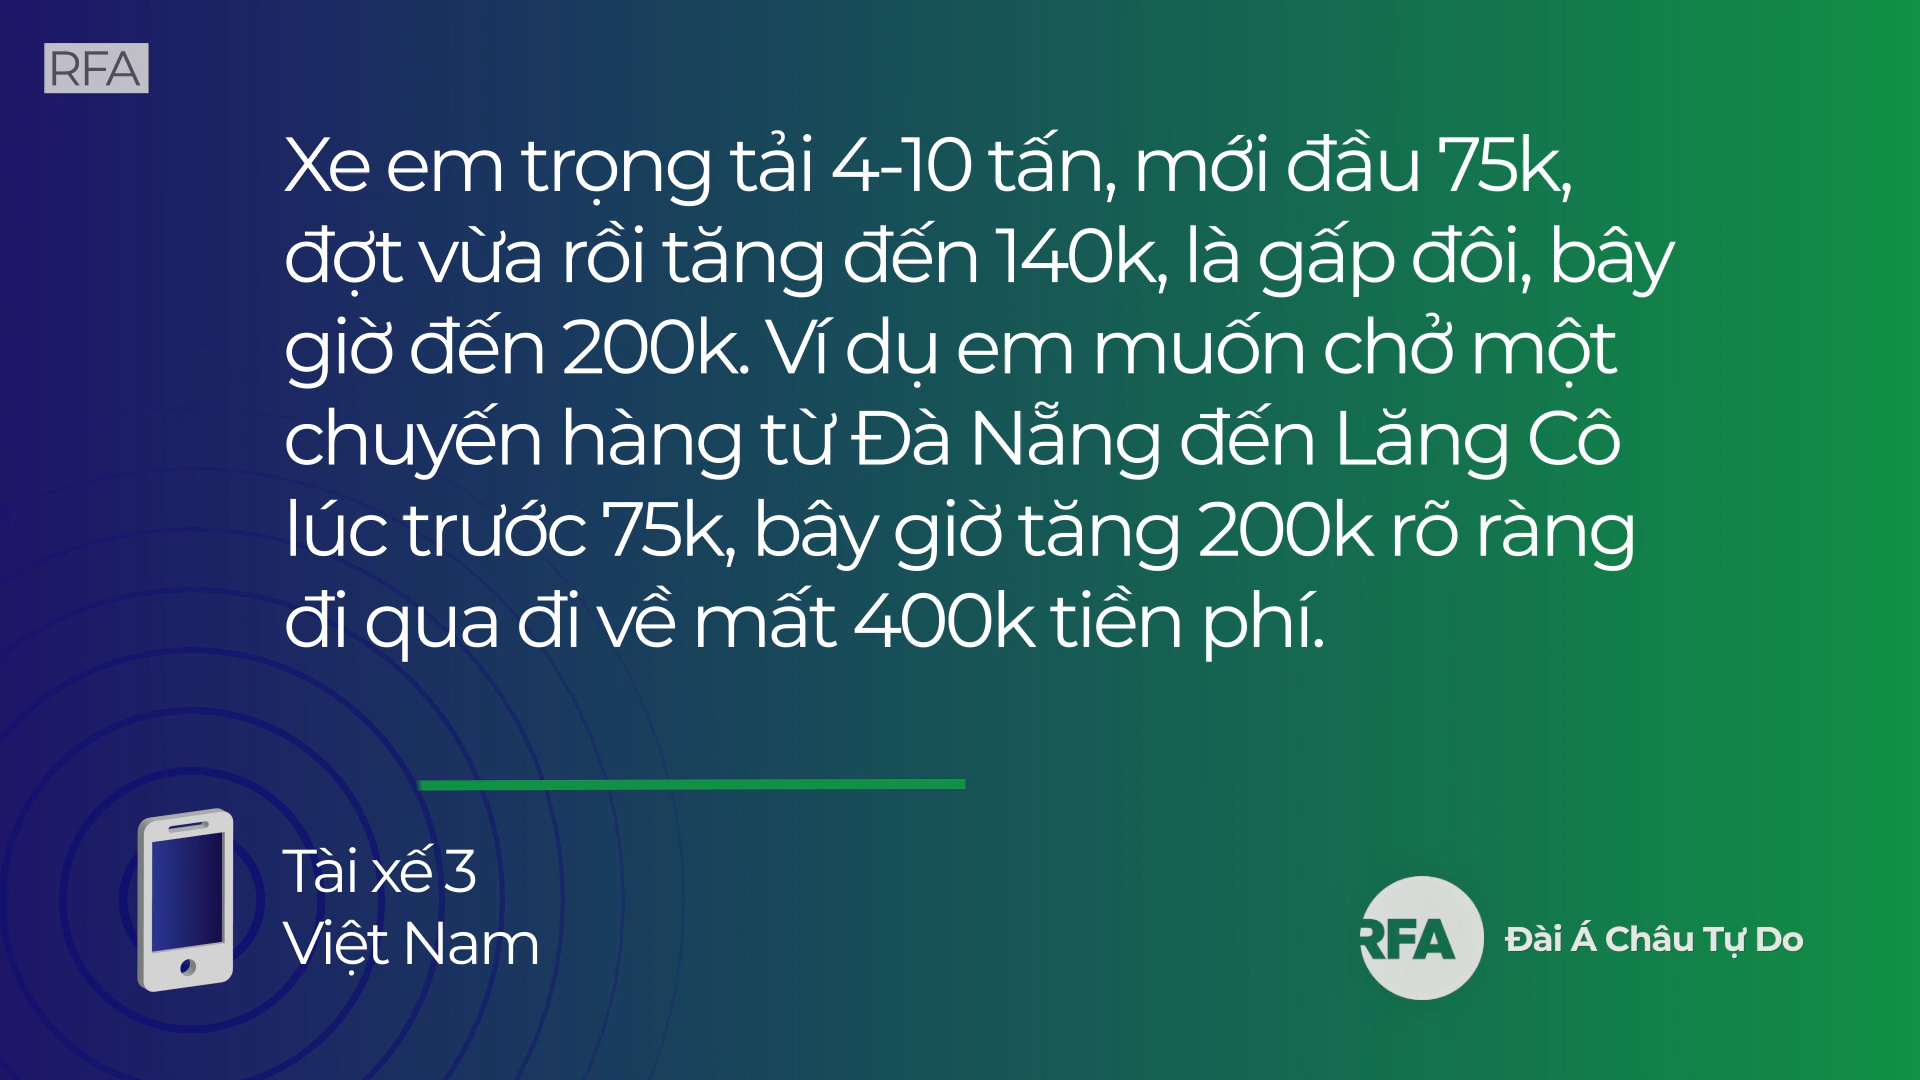 RFA
Xe em trọng tải 4-10 tấn, mới đầu 75k,
đợt vừa rồi tăng đến 140k, là gấp đôi, bây
giờ đến 200k. Ví dụ em muốn chở một
chuyến hàng từ Đà Nẵng đến Lăng Cô
lúc trước 75k, bây giờ tăng 200k rõ ràng
đi qua đi về mất 400k tiền phí.
Tài xế 3
Việt Nam
RFA Đài Á Châu Tự Do